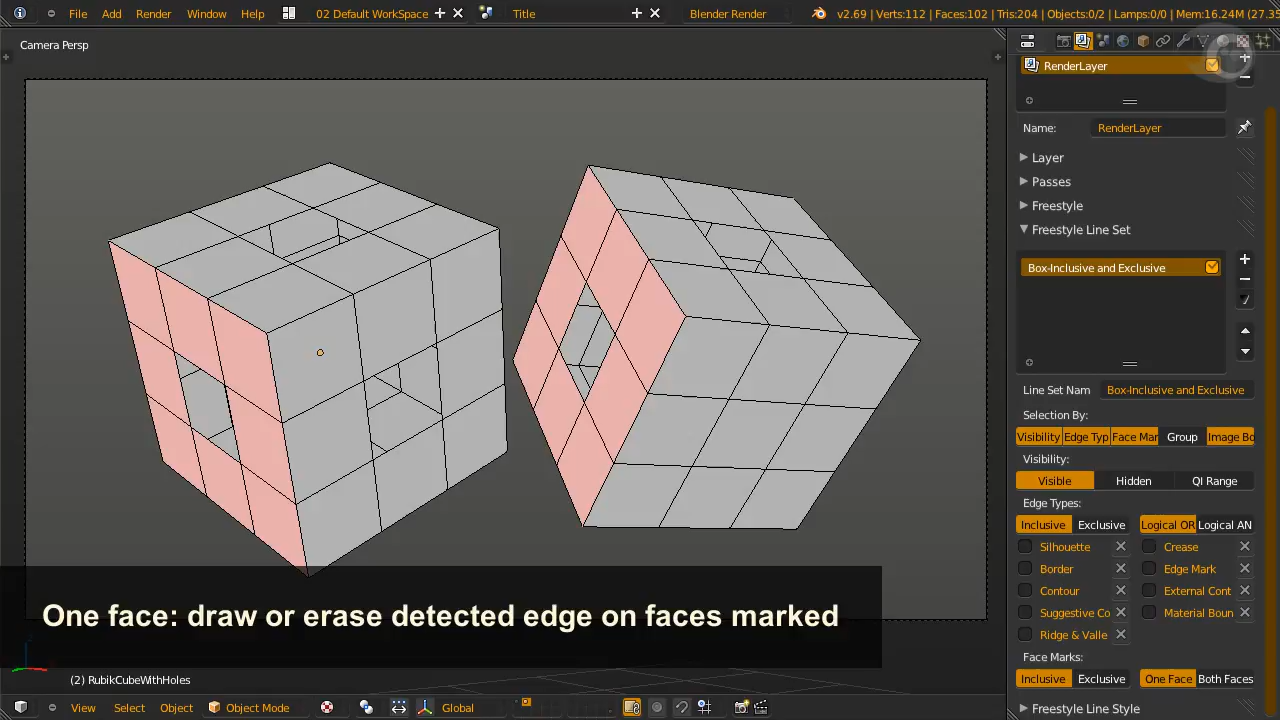 File Add Render Window Help 02 Default WorkSpace Title Blender Render v2.69 | Verts:112 | Faces:102 | Tris:204 | Objects:0/2 | Lamps:0/0 | Mem:16.24M (27.35
Camera Persp
RenderLayer
Name: RenderLayer
Layer
Passes
Freestyle
Freestyle Line Set
Box-Inclusive and Exclusive
Line Set Nam Box-Inclusive and Exclusive
Selection By:
Visibility Edge Typ Face Mar Group Image Bo
Visibility:
Visible Hidden QI Range
Edge Types:
Inclusive Exclusive Logical OR Logical AN
Silhouette Crease
Border Edge Mark
Contour External Cont
Suggestive Co Material Boun
Ridge & Valle
Face Marks:
Inclusive Exclusive One Face Both Faces
Freestyle Line Style
One face: draw or erase detected edge on faces marked
(2) RubikCubeWithHoles
View Select Object Object Mode Global